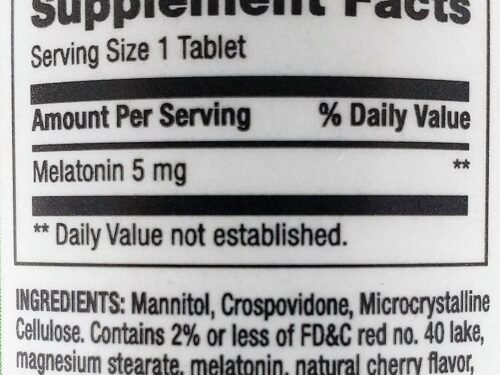 Supplement Facts
Serving Size 1 Tablet
Amount Per Serving % Daily Value
Melatonin 5 mg **
** Daily Value not established.
INGREDIENTS: Mannitol, Crospovidone, Microcrystalline
Cellulose. Contains 2% or less of FD&C red no. 40 lake,
magnesium stearate, melatonin, natural cherry flavor,